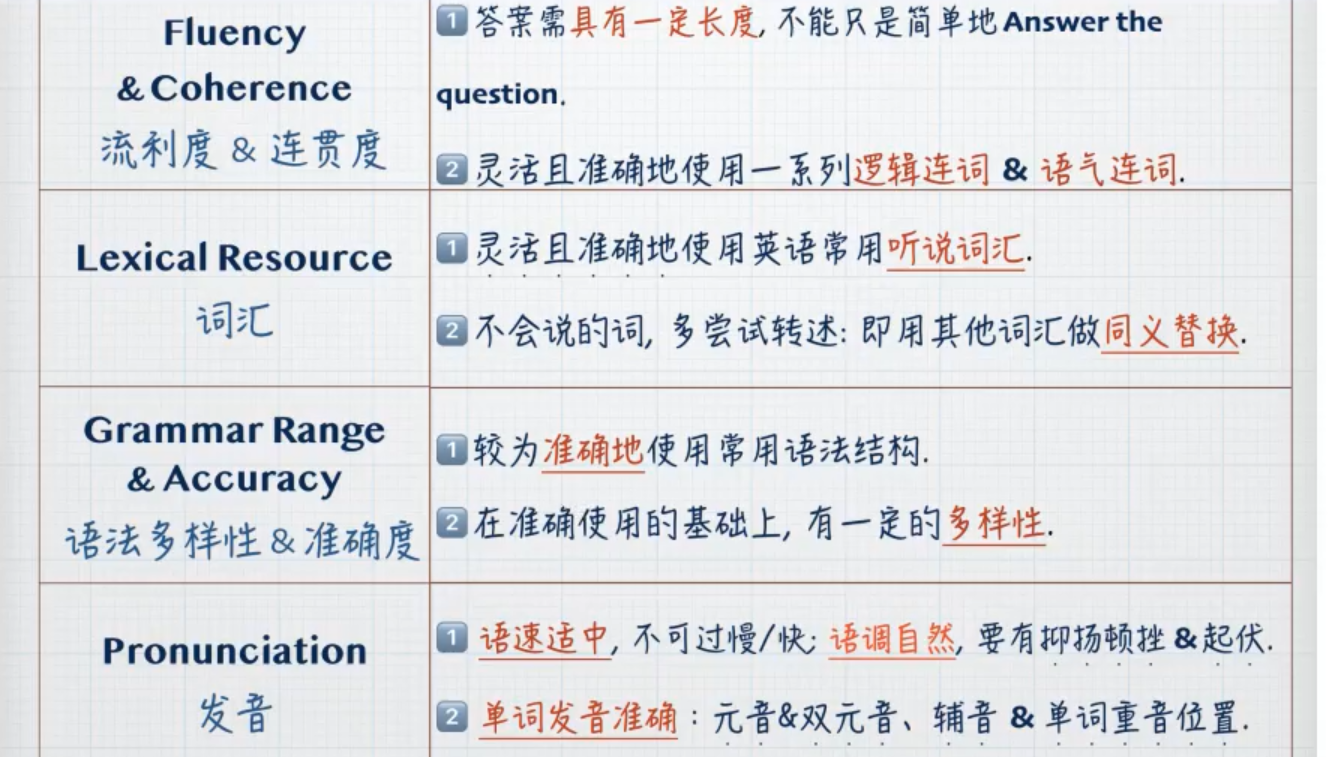 Fluency
& Coherence
流利度 & 连贯度
1 答案需具有一定长度, 不能只是简单地 Answer the
question.
2 灵活且准确地使用一系列逻辑连词 & 语气连词.
Lexical Resource
词汇
1 灵活且准确地使用英语常用听说词汇.
2 不会说的词, 多尝试转述: 即用其他词汇做同义替换.
Grammar Range
& Accuracy
语法多样性 & 准确度
1 较为准确地使用常用语法结构.
2 在准确使用的基础上, 有一定的多样性.
Pronunciation
发音
1 语速适中, 不可过慢/快; 语调自然, 要有抑扬顿挫 & 起伏.
2 单词发音准确：元音&双元音、辅音 & 单词重音位置.